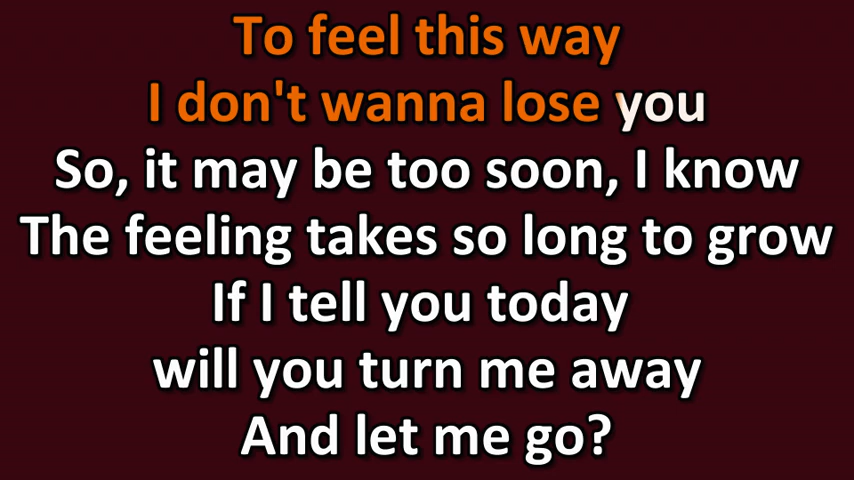 To feel this way
I don't wanna lose you
So, it may be too soon, I know
The feeling takes so long to grow
If I tell you today
will you turn me away
And let me go?